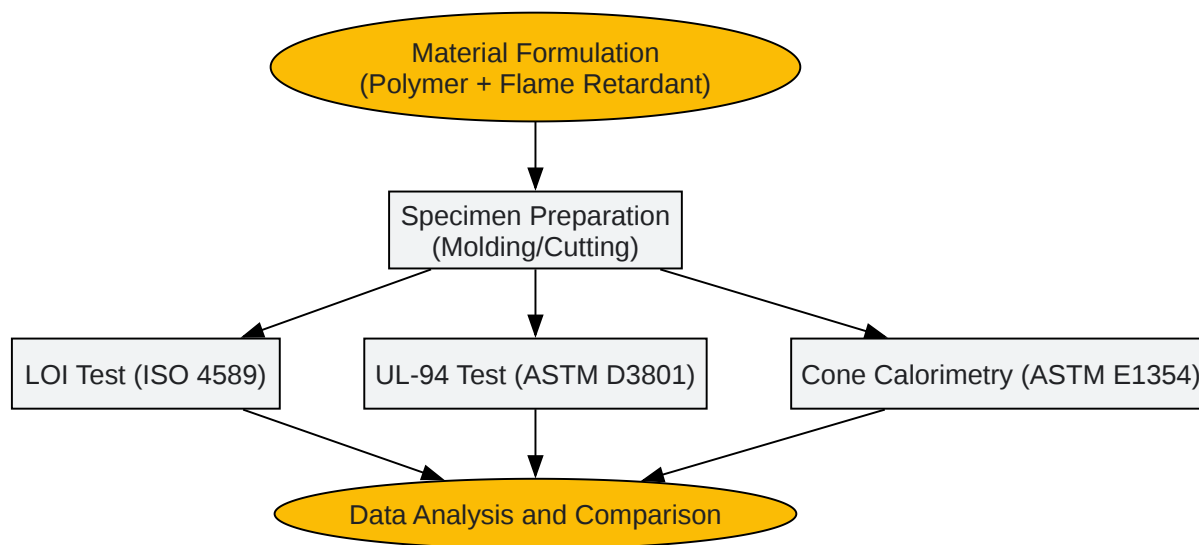 Material Formulation
(Polymer + Flame Retardant)
Specimen Preparation
(Molding/Cutting)
LOI Test (ISO 4589)
UL-94 Test (ASTM D3801)
Cone Calorimetry (ASTM E1354)
Data Analysis and Comparison